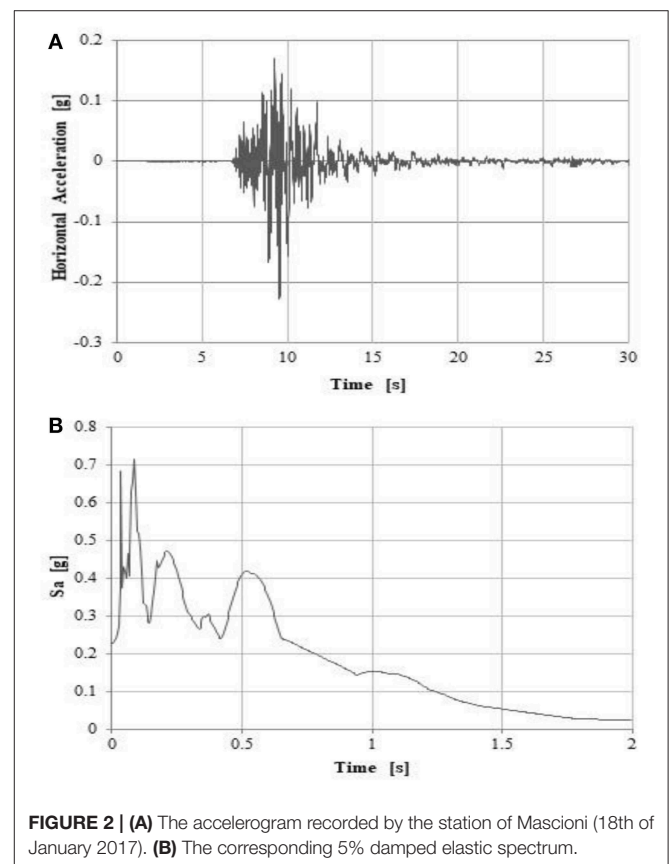 A
0.2
0.1
0
-0.1
-0.2
-0.3
Horizontal Acceleration [g]
0 5 10 15 20 25 30
Time [s]
B
0.8
0.7
0.6
0.5
0.4
0.3
0.2
0.1
0
Sa [g]
0 0.5 1 1.5 2
Time [s]
FIGURE 2 | (A) The accelerogram recorded by the station of Mascioni (18th of
January 2017). (B) The corresponding 5% damped elastic spectrum.